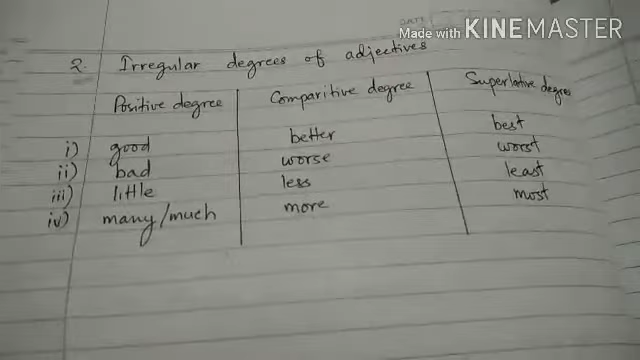 DATE
Made with KINEMASTER
2. Irregular degrees of adjectives
Positive degree Comparitive degree Superlative degree
i) good better best
ii) bad worse worst
iii) little less least
iv) many/much more most